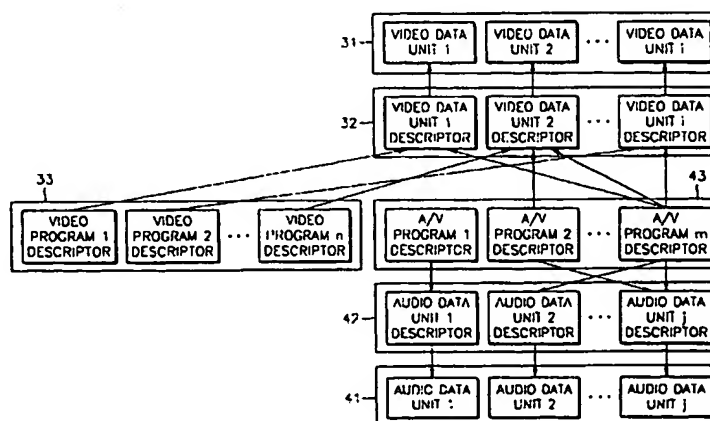 31
VIDEO DATA
UNIT 1
VIDEO DATA
UNIT 2
...
VIDEO DATA
UNIT i
32
VIDEO DATA
UNIT 1
DESCRIPTOR
VIDEO DATA
UNIT 2
DESCRIPTOR
...
VIDEO DATA
UNIT i
DESCRIPTOR
33
VIDEO
PROGRAM 1
DESCRIPTOR
VIDEO
PROGRAM 2
DESCRIPTOR
...
VIDEO
PROGRAM n
DESCRIPTOR
43
A/V
PROGRAM 1
DESCRIPTOR
A/V
PROGRAM 2
DESCRIPTOR
...
A/V
PROGRAM m
DESCRIPTOR
42
AUDIO DATA
UNIT 1
DESCRIPTOR
AUDIO DATA
UNIT 2
DESCRIPTOR
...
AUDIO DATA
UNIT j
DESCRIPTOR
41
AUDIO DATA
UNIT 1
AUDIO DATA
UNIT 2
...
AUDIO DATA
UNIT j